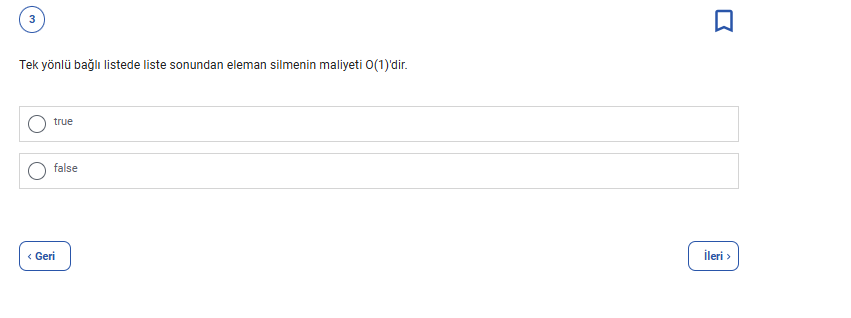 3
Tek yönlü bağlı listede liste sonundan eleman silmenin maliyeti O(1)'dir.
true
false
‹ Geri
İleri ›